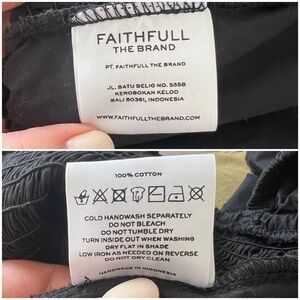 FAITHFULL
THE BRAND
PT. FAITHFULL THE BRAND
JL. BATU BELIG NO. 558B
KEROBOKAN KELOD
BALI 80361, INDONESIA
WWW.FAITHFULLTHEBRAND.COM
100% COTTON
COLD HANDWASH SEPARATELY
DO NOT BLEACH
DO NOT TUMBLE DRY
TURN INSIDE OUT WHEN WASHING
DRY FLAT IN SHADE
LOW IRON AS NEEDED ON REVERSE
DO NOT DRY CLEAN
HANDMADE IN INDONESIA